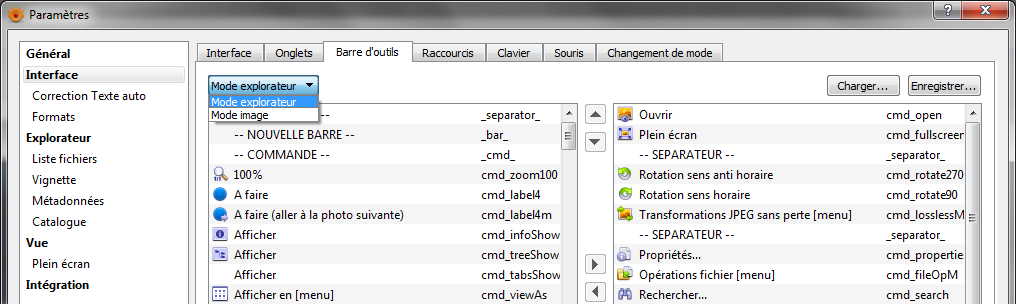 Paramètres
?
Général
Interface
Correction Texte auto
Formats
Explorateur
Liste fichiers
Vignette
Métadonnées
Catalogue
Vue
Plein écran
Intégration
Interface Onglets Barre d'outils Raccourcis Clavier Souris Changement de mode
Mode explorateur
Charger... Enregistrer...
Mode explorateur
Mode image
-- _separator_
-- NOUVELLE BARRE -- _bar_
-- COMMANDE -- _cmd_
100% cmd_zoom100
A faire cmd_label4
A faire (aller à la photo suivante) cmd_label4m
Afficher cmd_infoShow
Afficher cmd_treeShow
Afficher cmd_tabsShow
Afficher en [menu] cmd_viewAs
Ouvrir cmd_open
Plein écran cmd_fullscreen
-- SEPARATEUR -- _separator_
Rotation sens anti horaire cmd_rotate270
Rotation sens horaire cmd_rotate90
Transformations JPEG sans perte [menu] cmd_losslessM
-- SEPARATEUR -- _separator_
Propriétés... cmd_propertie
Opérations fichier [menu] cmd_fileOpM
Rechercher... cmd_search